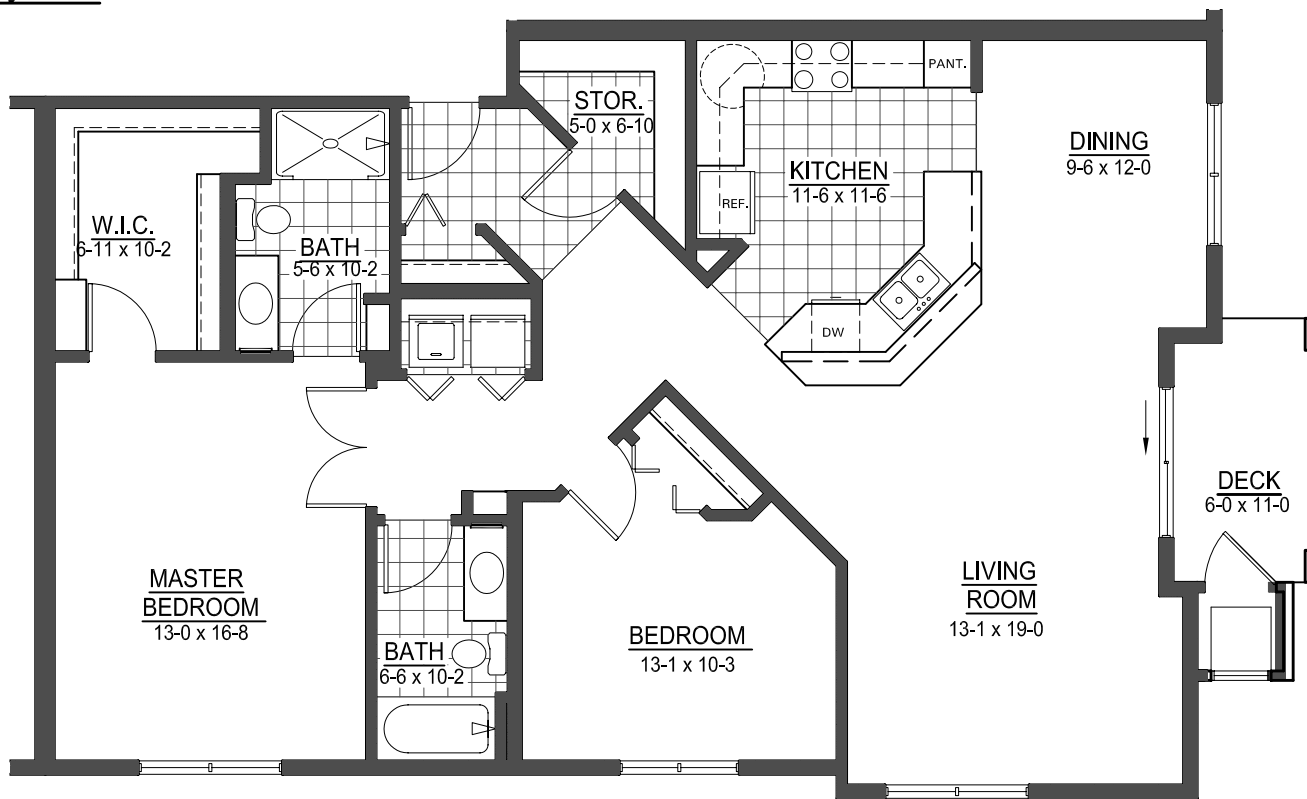 STOR.
5-0 x 6-10
PANT.
DINING
9-6 x 12-0
KITCHEN
11-6 x 11-6
REF.
W.I.C.
6-11 x 10-2
BATH
5-6 x 10-2
DW
DECK
6-0 x 11-0
MASTER
BEDROOM
13-0 x 16-8
LIVING
ROOM
13-1 x 19-0
BEDROOM
13-1 x 10-3
BATH
6-6 x 10-2